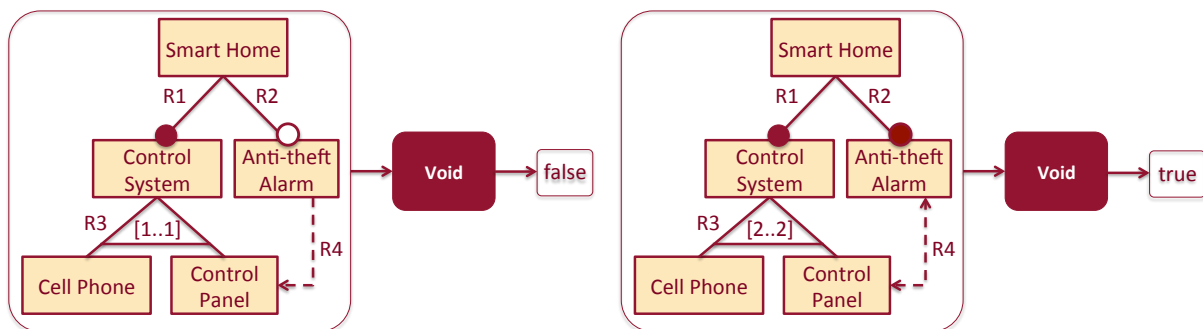 Smart Home
R1
R2
Control
System
Anti-theft
Alarm
Void
false
R3
[1..1]
R4
Cell Phone
Control
Panel
Smart Home
R1
R2
Control
System
Anti-theft
Alarm
Void
true
R3
[2..2]
R4
Cell Phone
Control
Panel